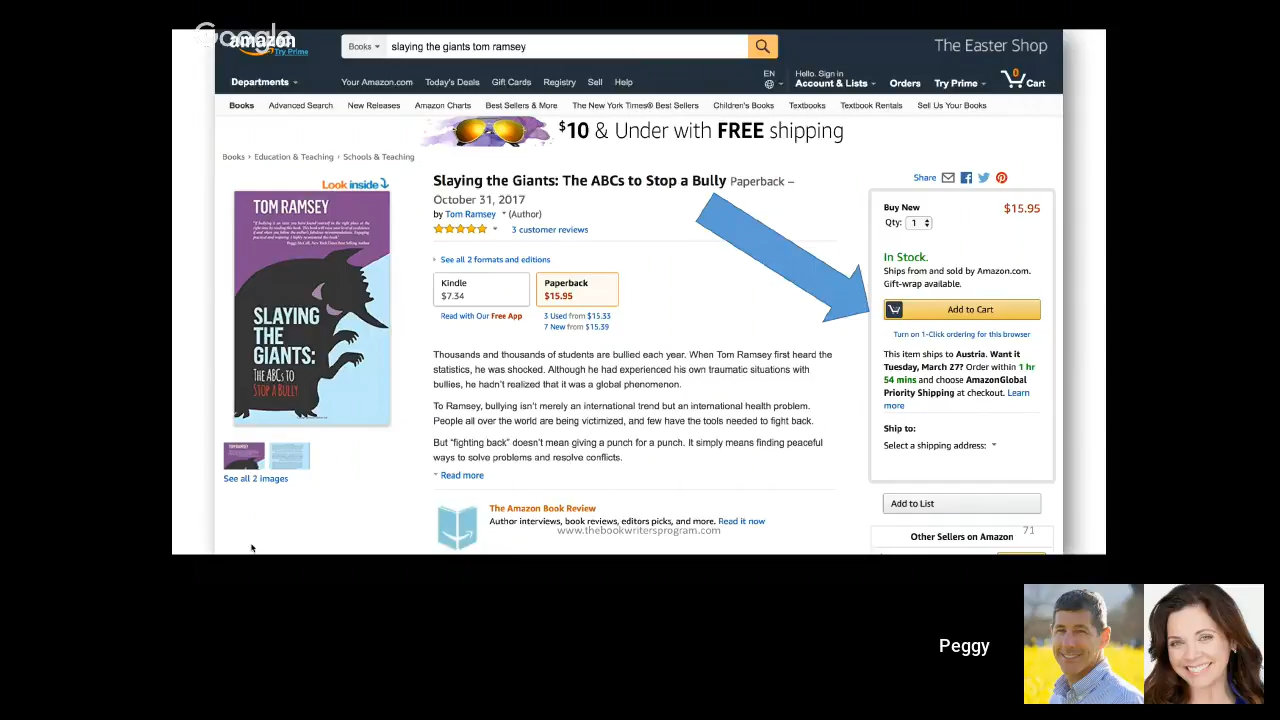 Google
amazon
Try Prime
Books
slaying the giants tom ramsey
The Easter Shop
Departments
Your Amazon.com
Today's Deals
Gift Cards
Registry
Sell
Help
EN
Hello. Sign in
Account & Lists
Orders
Try Prime
0
Cart
Books
Advanced Search
New Releases
Amazon Charts
Best Sellers & More
The New York Times® Best Sellers
Children's Books
Textbooks
Textbook Rentals
Sell Us Your Books
$10 & Under with FREE shipping
Books › Education & Teaching › Schools & Teaching
Look inside
TOM RAMSEY
Peggy McColl, New York Times Best Selling Author
SLAYING
THE
GIANTS:
THE ABCs TO
STOP A BULLY
See all 2 images
Slaying the Giants: The ABCs to Stop a Bully Paperback –
October 31, 2017
by Tom Ramsey (Author)
3 customer reviews
See all 2 formats and editions
Kindle
$7.34
Paperback
$15.95
Read with Our Free App
3 Used from $15.33
7 New from $15.39
Thousands and thousands of students are bullied each year. When Tom Ramsey first heard the
statistics, he was shocked. Although he had experienced his own traumatic situations with
bullies, he hadn't realized that it was a global phenomenon.
To Ramsey, bullying isn't merely an international trend but an international health problem.
People all over the world are being victimized, and few have the tools needed to fight back.
But "fighting back" doesn't mean giving a punch for a punch. It simply means finding peaceful
ways to solve problems and resolve conflicts.
Read more
The Amazon Book Review
Author interviews, book reviews, editors picks, and more. Read it now
www.thebookwritersprogram.com
71
Share
Buy New
$15.95
Qty: 1
In Stock.
Ships from and sold by Amazon.com.
Gift-wrap available.
Add to Cart
Turn on 1-Click ordering for this browser
This item ships to Austria. Want it
Tuesday, March 27? Order within 1 hr
54 mins and choose AmazonGlobal
Priority Shipping at checkout. Learn
more
Ship to:
Select a shipping address:
Add to List
Other Sellers on Amazon
Peggy